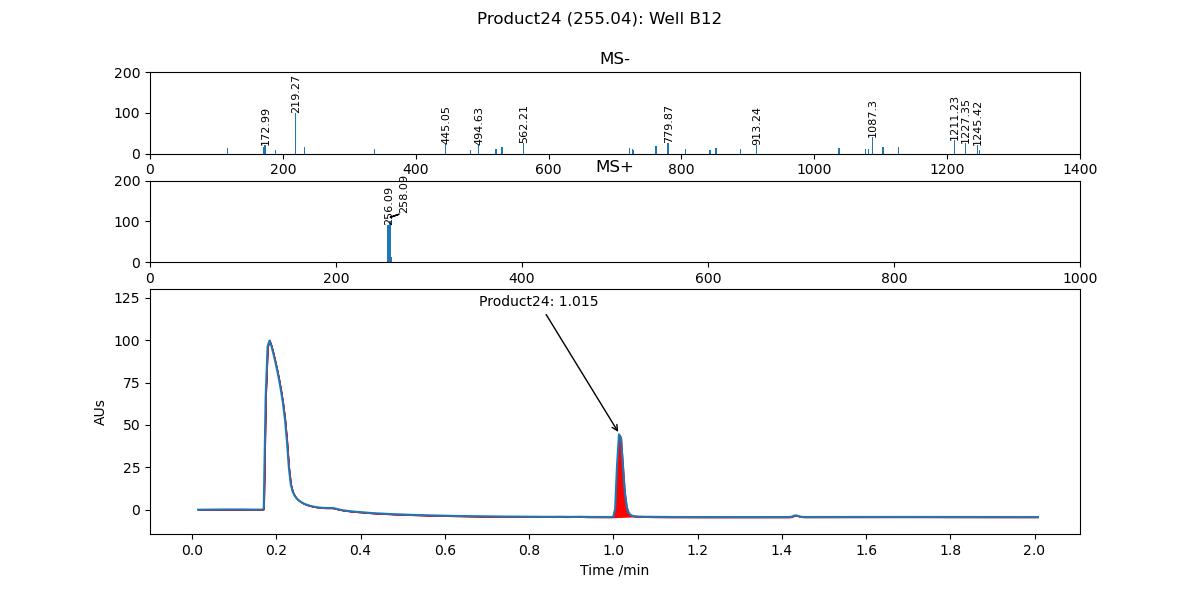 Product24 (255.04): Well B12
MS-
200
100
0
172.99
219.27
445.05
494.63
562.21
779.87
913.24
1087.3
1211.23
1227.35
1245.42
0 200 400 600 800 1000 1200 1400
MS+
200
100
0
256.09
258.09
0 200 400 600 800 1000
125
100
75
50
25
0
AUs
Product24: 1.015
0.0 0.2 0.4 0.6 0.8 1.0 1.2 1.4 1.6 1.8 2.0
Time /min